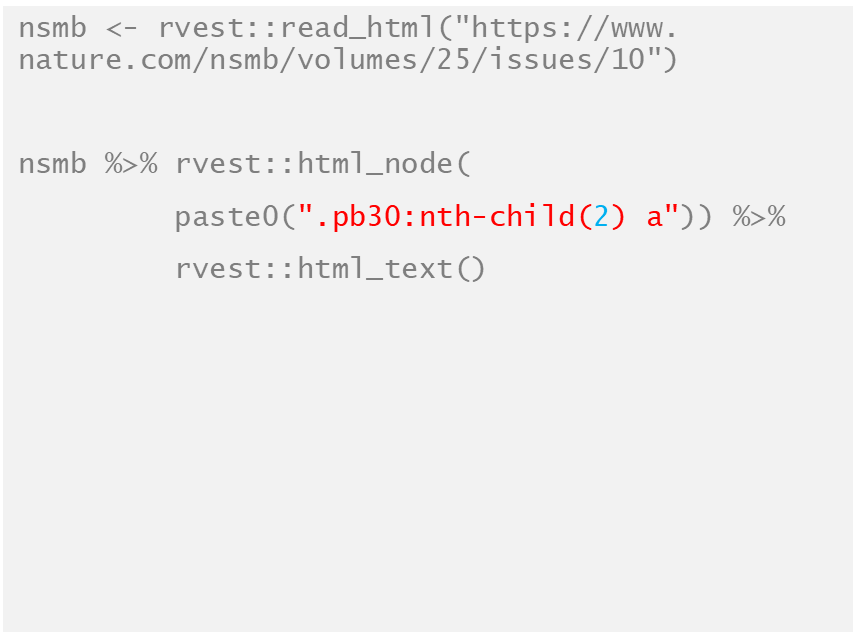 nsmb <- rvest::read_html("https://www.
nature.com/nsmb/volumes/25/issues/10")
nsmb %>% rvest::html_node(
paste0(".pb30:nth-child(2) a")) %>%
rvest::html_text()